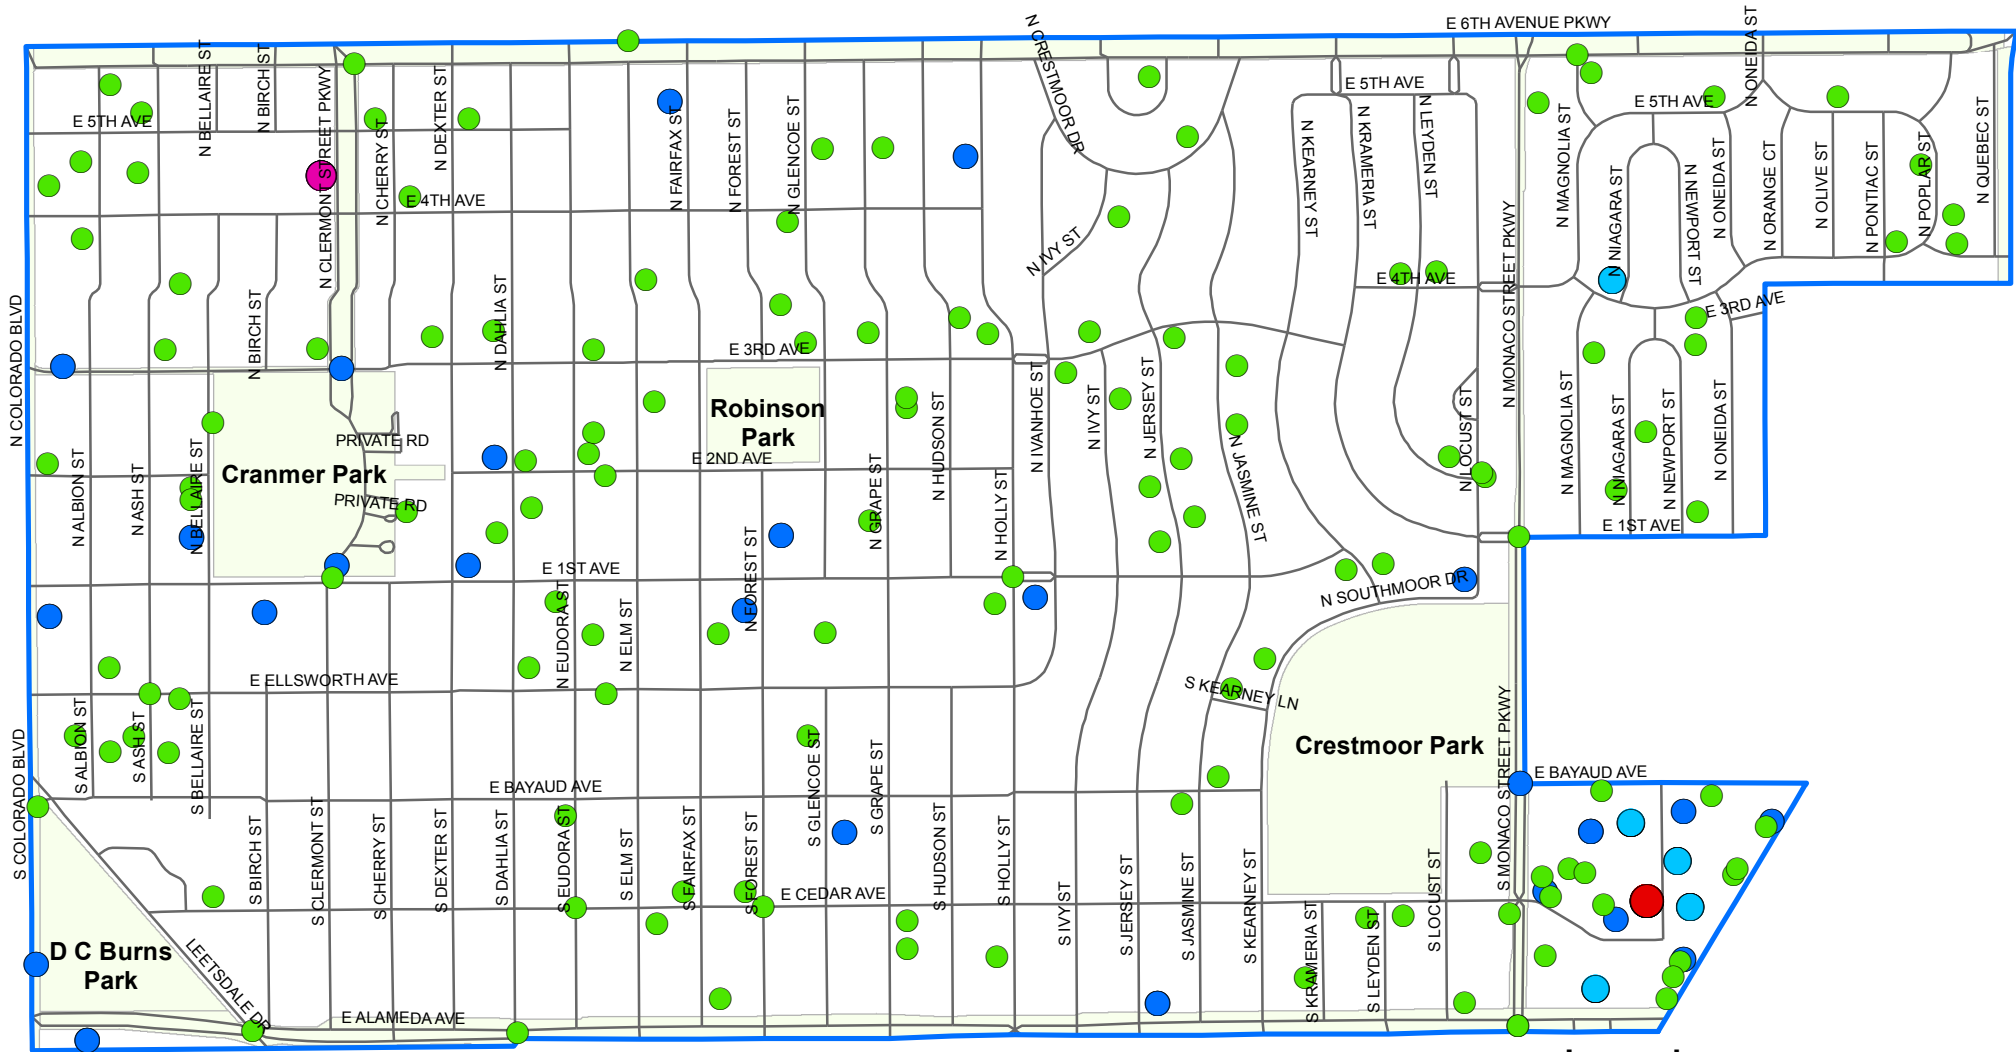 E 6TH AVENUE PKWY
N CRESTMOOR DR
N ONEIDA ST
N BELLAIRE ST
N BIRCH ST
N CLERMONT STREET PKWY
N DEXTER ST
E 5TH AVE
E 5TH AVE
E 5TH AVE
N CHERRY ST
N FAIRFAX ST
N FOREST ST
N GLENCOE ST
N KEARNEY ST
N KRAMERIA ST
N LEYDEN ST
N MAGNOLIA ST
N NIAGARA ST
N NEWPORT ST
N ONEIDA ST
N ORANGE CT
N OLIVE ST
N PONTIAC ST
N POPLAR ST
N QUEBEC ST
E 4TH AVE
N IVY ST
E 4TH AVE
N MONACO STREET PKWY
E 3RD AVE
N COLORADO BLVD
N BIRCH ST
N DAHLIA ST
E 3RD AVE
Robinson
Park
E 2ND AVE
PRIVATE RD
Cranmer Park
PRIVATE RD
N ALBION ST
N ASH ST
N BELLAIRE ST
N GRAPE ST
N HUDSON ST
N HOLLY ST
N IVANHOE ST
N IVY ST
N JERSEY ST
N JASMINE ST
N LOCUST ST
N MAGNOLIA ST
N NIAGARA ST
N NEWPORT ST
N ONEIDA ST
E 1ST AVE
E 1ST AVE
N EUDORA ST
N ELM ST
N FOREST ST
N SOUTHMOOR DR
E ELLSWORTH AVE
S KEARNEY LN
S COLORADO BLVD
S ALBION ST
S ASH ST
S BELLAIRE ST
Crestmoor Park
S MONACO STREET PKWY
E BAYAUD AVE
E BAYAUD AVE
S BIRCH ST
S CLERMONT ST
S CHERRY ST
S DEXTER ST
S DAHLIA ST
S EUDORA ST
S ELM ST
S FAIRFAX ST
S FOREST ST
S GLENCOE ST
S GRAPE ST
S HUDSON ST
S HOLLY ST
S IVY ST
S JERSEY ST
S JASMINE ST
S KEARNEY ST
S KRAMERIA ST
S LEYDEN ST
S LOCUST ST
E CEDAR AVE
D C Burns
Park
LEETSDALE DR
E ALAMEDA AVE